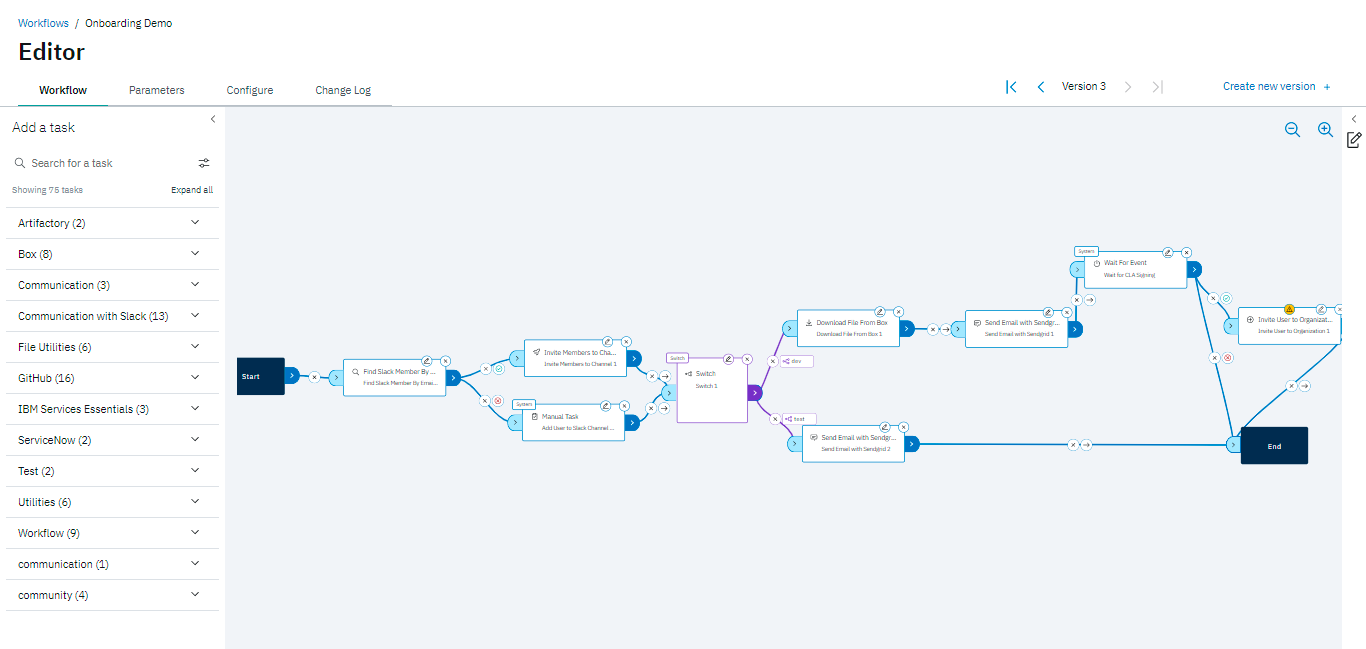 Workflows / Onboarding Demo
Editor
Workflow Parameters Configure Change Log
Version 3
Create new version +
Add a task
Search for a task
Showing 75 tasks Expand all
Artifactory (2)
Box (8)
Communication (3)
Communication with Slack (13)
File Utilities (6)
GitHub (16)
IBM Services Essentials (3)
ServiceNow (2)
Test (2)
Utilities (6)
Workflow (9)
communication (1)
community (4)
Start
Find Slack Member By ...
Find Slack Member By Emai...
Invite Members to Cha...
Invite Members to Channel 1
System
Manual Task
Add User to Slack Channel ...
Switch
Switch
Switch 1
dev
test
Download File From Box
Download File From Box 1
Send Email with Sendgr...
Send Email with Sendgrid 1
Send Email with Sendgr...
Send Email with Sendgrid 2
System
Wait For Event
Wait for CLA Signing
Invite User to Organizat...
Invite User to Organization 1
End